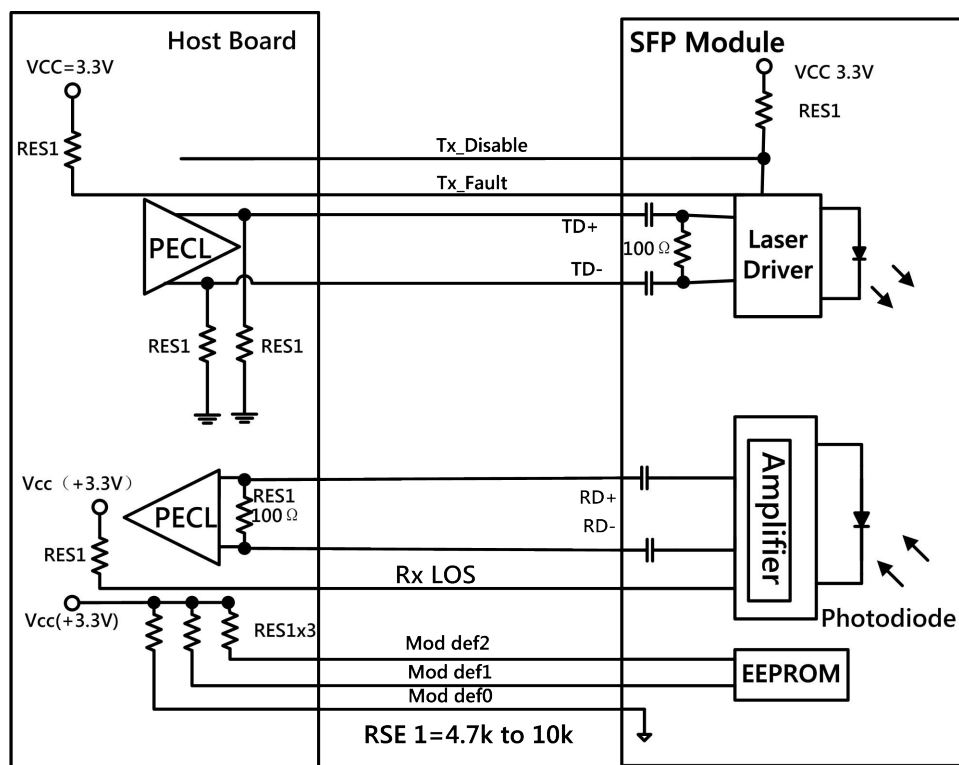 Host Board
SFP Module
VCC=3.3V
VCC 3.3V
RES1
RES1
Tx_Disable
Tx_Fault
PECL
TD+
100Ω
TD-
Laser
Driver
RES1
RES1
Vcc（+3.3V）
PECL
RES1
100Ω
RD+
RD-
Amplifier
RES1
Rx LOS
Vcc(+3.3V)
RES1x3
Photodiode
Mod def2
Mod def1
Mod def0
EEPROM
RSE 1=4.7k to 10k